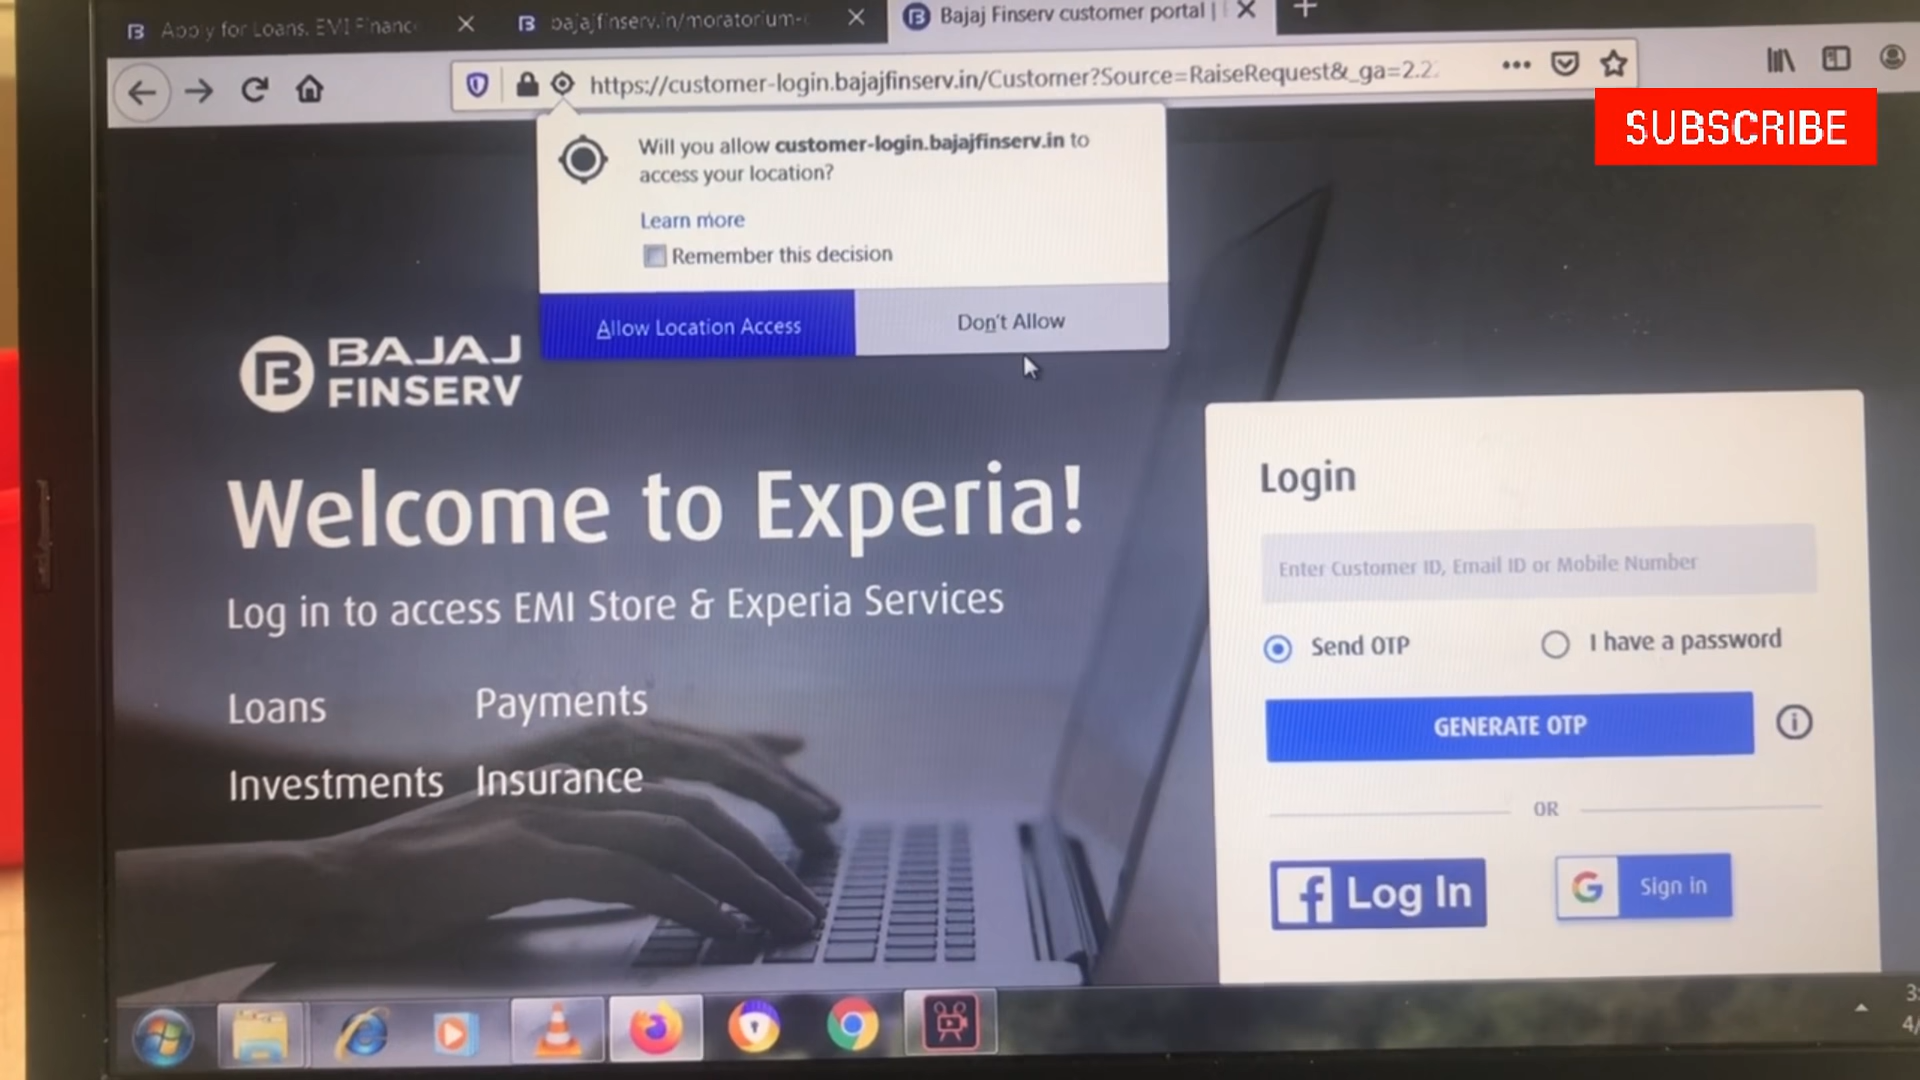 Apply for Loans, EMI Financ
bajajfinserv.in/moratorium-
Bajaj Finserv customer portal |
https://customer-login.bajajfinserv.in/Customer?Source=RaiseRequest&_ga=2.2
SUBSCRIBE
Will you allow customer-login.bajajfinserv.in to
access your location?
Learn more
Remember this decision
Allow Location Access
Don't Allow
BAJAJ
FINSERV
Welcome to Experia!
Log in to access EMI Store & Experia Services
Loans Payments
Investments Insurance
Login
Enter Customer ID, Email ID or Mobile Number
Send OTP
I have a password
GENERATE OTP
OR
Log In
Sign in